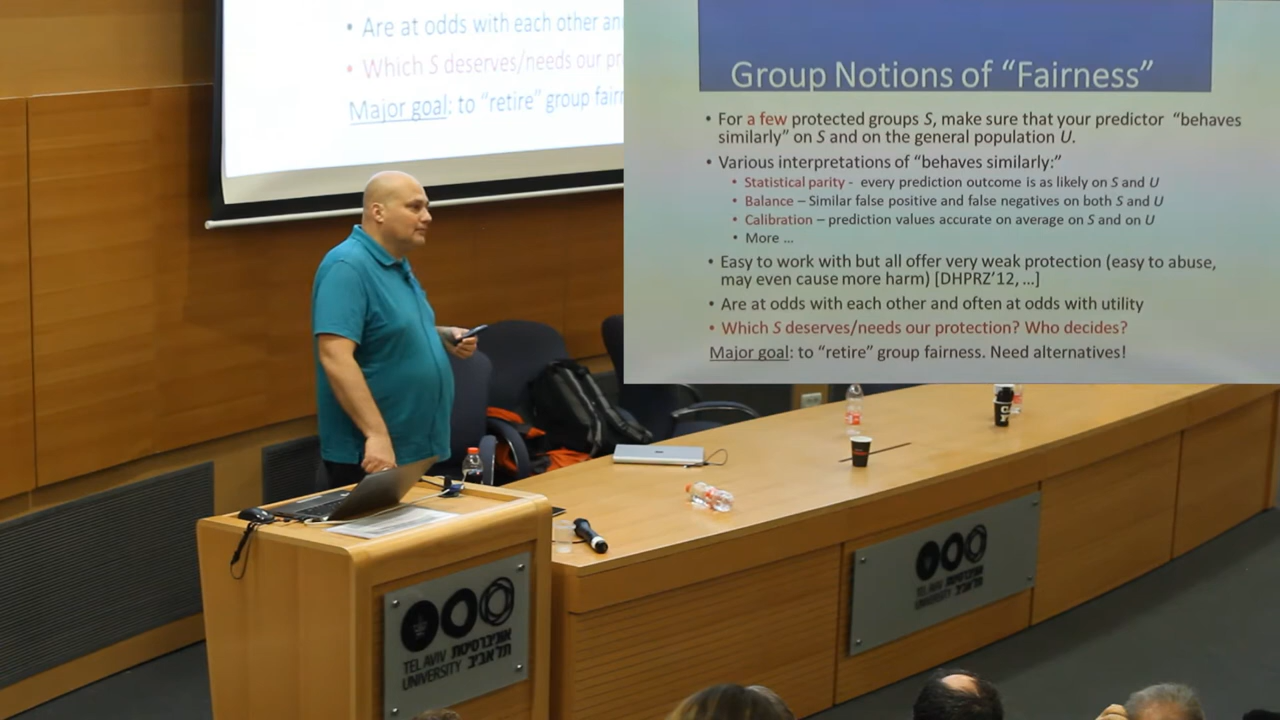 • Are at odds with each other an
• Which S deserves/needs our pr
Major goal: to "retire" group fair
Group Notions of "Fairness"
• For a few protected groups S, make sure that your predictor "behaves
similarly" on S and on the general population U.
• Various interpretations of "behaves similarly:"
• Statistical parity - every prediction outcome is as likely on S and U
• Balance – Similar false positive and false negatives on both S and U
• Calibration – prediction values accurate on average on S and on U
• More ...
• Easy to work with but all offer very weak protection (easy to abuse,
may even cause more harm) [DHPRZ'12, ...]
• Are at odds with each other and often at odds with utility
• Which S deserves/needs our protection? Who decides?
Major goal: to "retire" group fairness. Need alternatives!
TEL AVIV אוניברסיטת
UNIVERSITY תל אביב
TEL AVIV אוניברסיטת
UNIVERSITY תל אביב